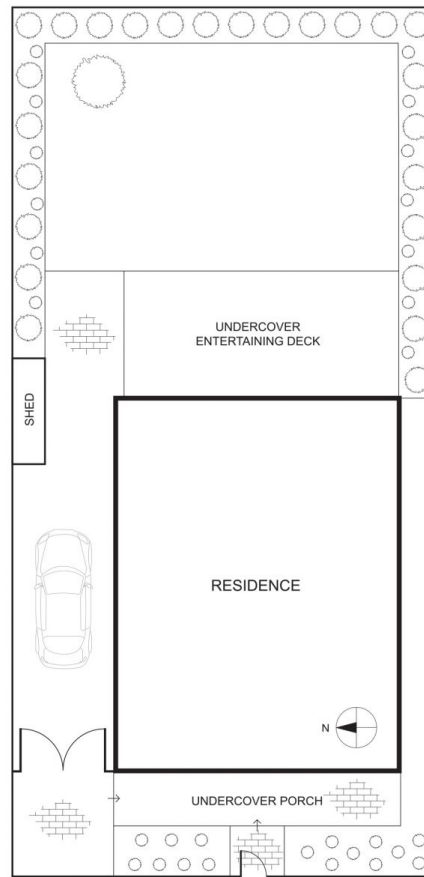 UNDERCOVER
ENTERTAINING DECK
SHED
RESIDENCE
N
UNDERCOVER PORCH